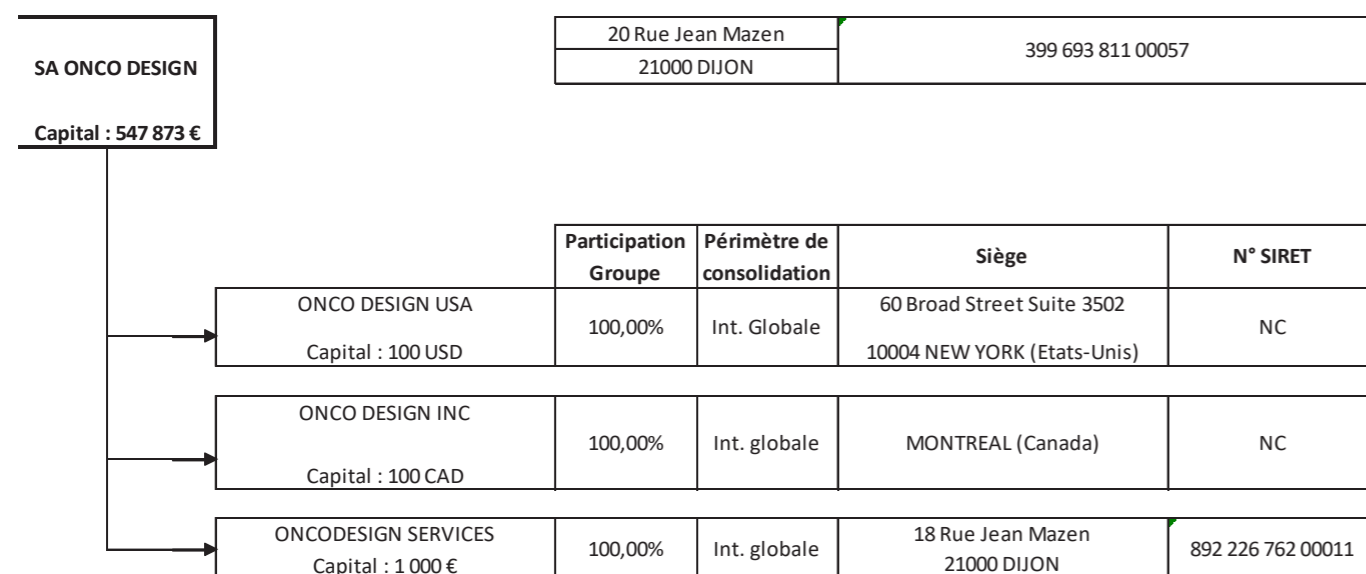 SA ONCO DESIGN
Capital : 547 873 €
20 Rue Jean Mazen
21000 DIJON
399 693 811 00057
Participation
Groupe
Périmètre de
consolidation
Siège
N° SIRET
ONCO DESIGN USA
Capital : 100 USD
100,00%
Int. Globale
60 Broad Street Suite 3502
10004 NEW YORK (Etats-Unis)
NC
ONCO DESIGN INC
Capital : 100 CAD
100,00%
Int. globale
MONTREAL (Canada)
NC
ONCODESIGN SERVICES
Capital : 1 000 €
100,00%
Int. globale
18 Rue Jean Mazen
21000 DIJON
892 226 762 00011